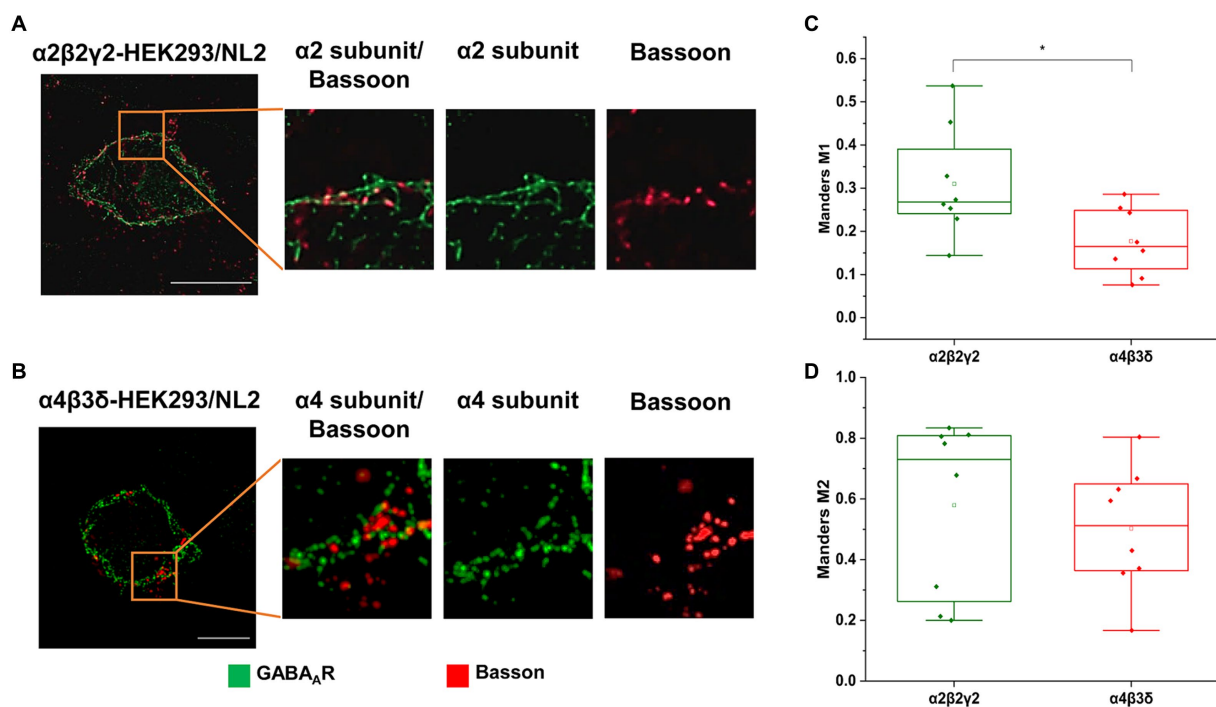 A
α2β2γ2-HEK293/NL2
α2 subunit/
Bassoon
α2 subunit
Bassoon
B
α4β3δ-HEK293/NL2
α4 subunit/
Bassoon
α4 subunit
Bassoon
GABAAR
Basson
C
*
Manders M1
0.6
0.5
0.4
0.3
0.2
0.1
0.0
α2β2γ2
α4β3δ
D
Manders M2
1.0
0.8
0.6
0.4
0.2
0.0
α2β2γ2
α4β3δ